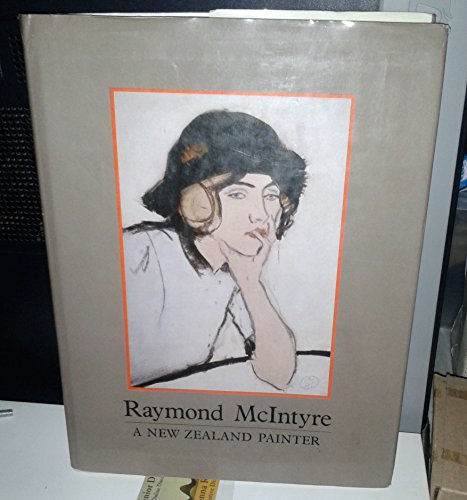 Raymond McIntyre
A NEW ZEALAND PAINTER